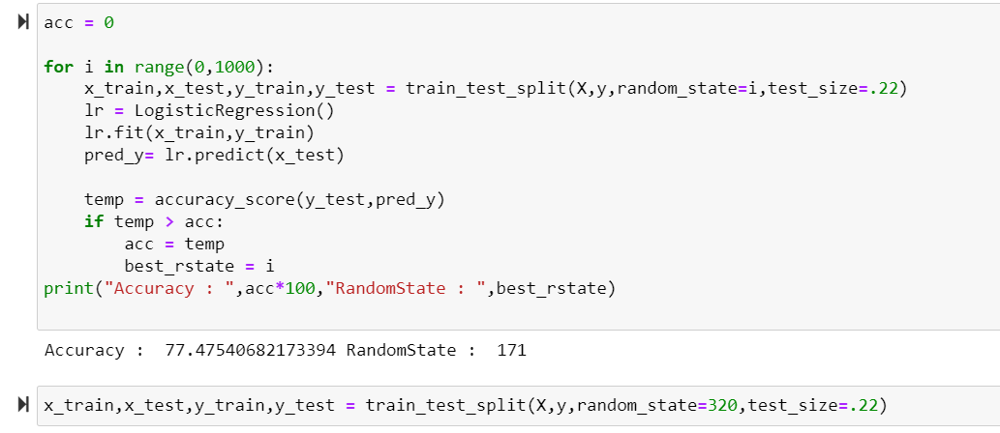 acc = 0
for i in range(0,1000):
    x_train,x_test,y_train,y_test = train_test_split(X,y,random_state=i,test_size=.22)
    lr = LogisticRegression()
    lr.fit(x_train,y_train)
    pred_y= lr.predict(x_test)
    temp = accuracy_score(y_test,pred_y)
    if temp > acc:
        acc = temp
        best_rstate = i
print("Accuracy : ",acc*100,"RandomState : ",best_rstate)
Accuracy :  77.47540682173394 RandomState :  171
x_train,x_test,y_train,y_test = train_test_split(X,y,random_state=320,test_size=.22)